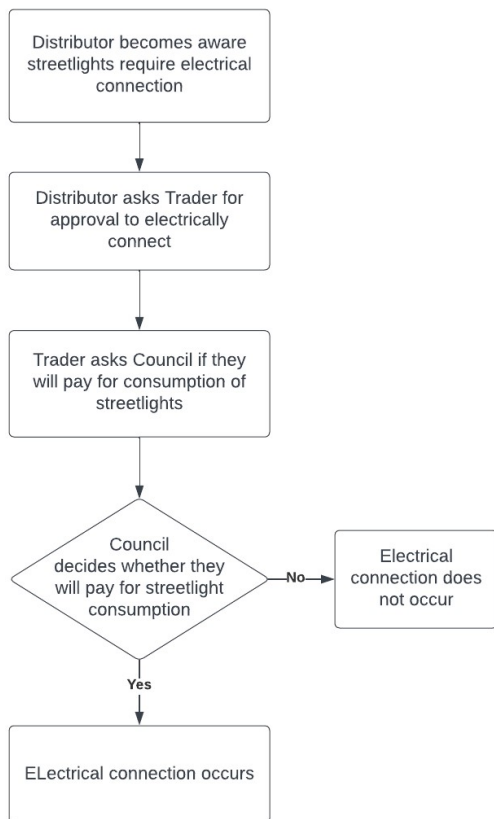 Distributor becomes aware
streetlights require electrical
connection
Distributor asks Trader for
approval to electrically
connect
Trader asks Council if they
will pay for consumption of
streetlights
Council
decides whether they
will pay for streetlight
consumption
No
Electrical
connection does
not occur
Yes
ELectrical connection occurs